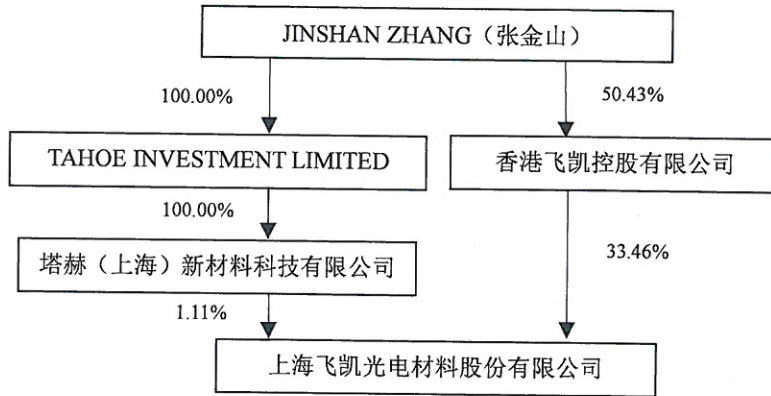 JINSHAN ZHANG（张金山）
100.00%
50.43%
TAHOE INVESTMENT LIMITED
香港飞凯控股有限公司
100.00%
33.46%
塔赫（上海）新材料科技有限公司
1.11%
上海飞凯光电材料股份有限公司